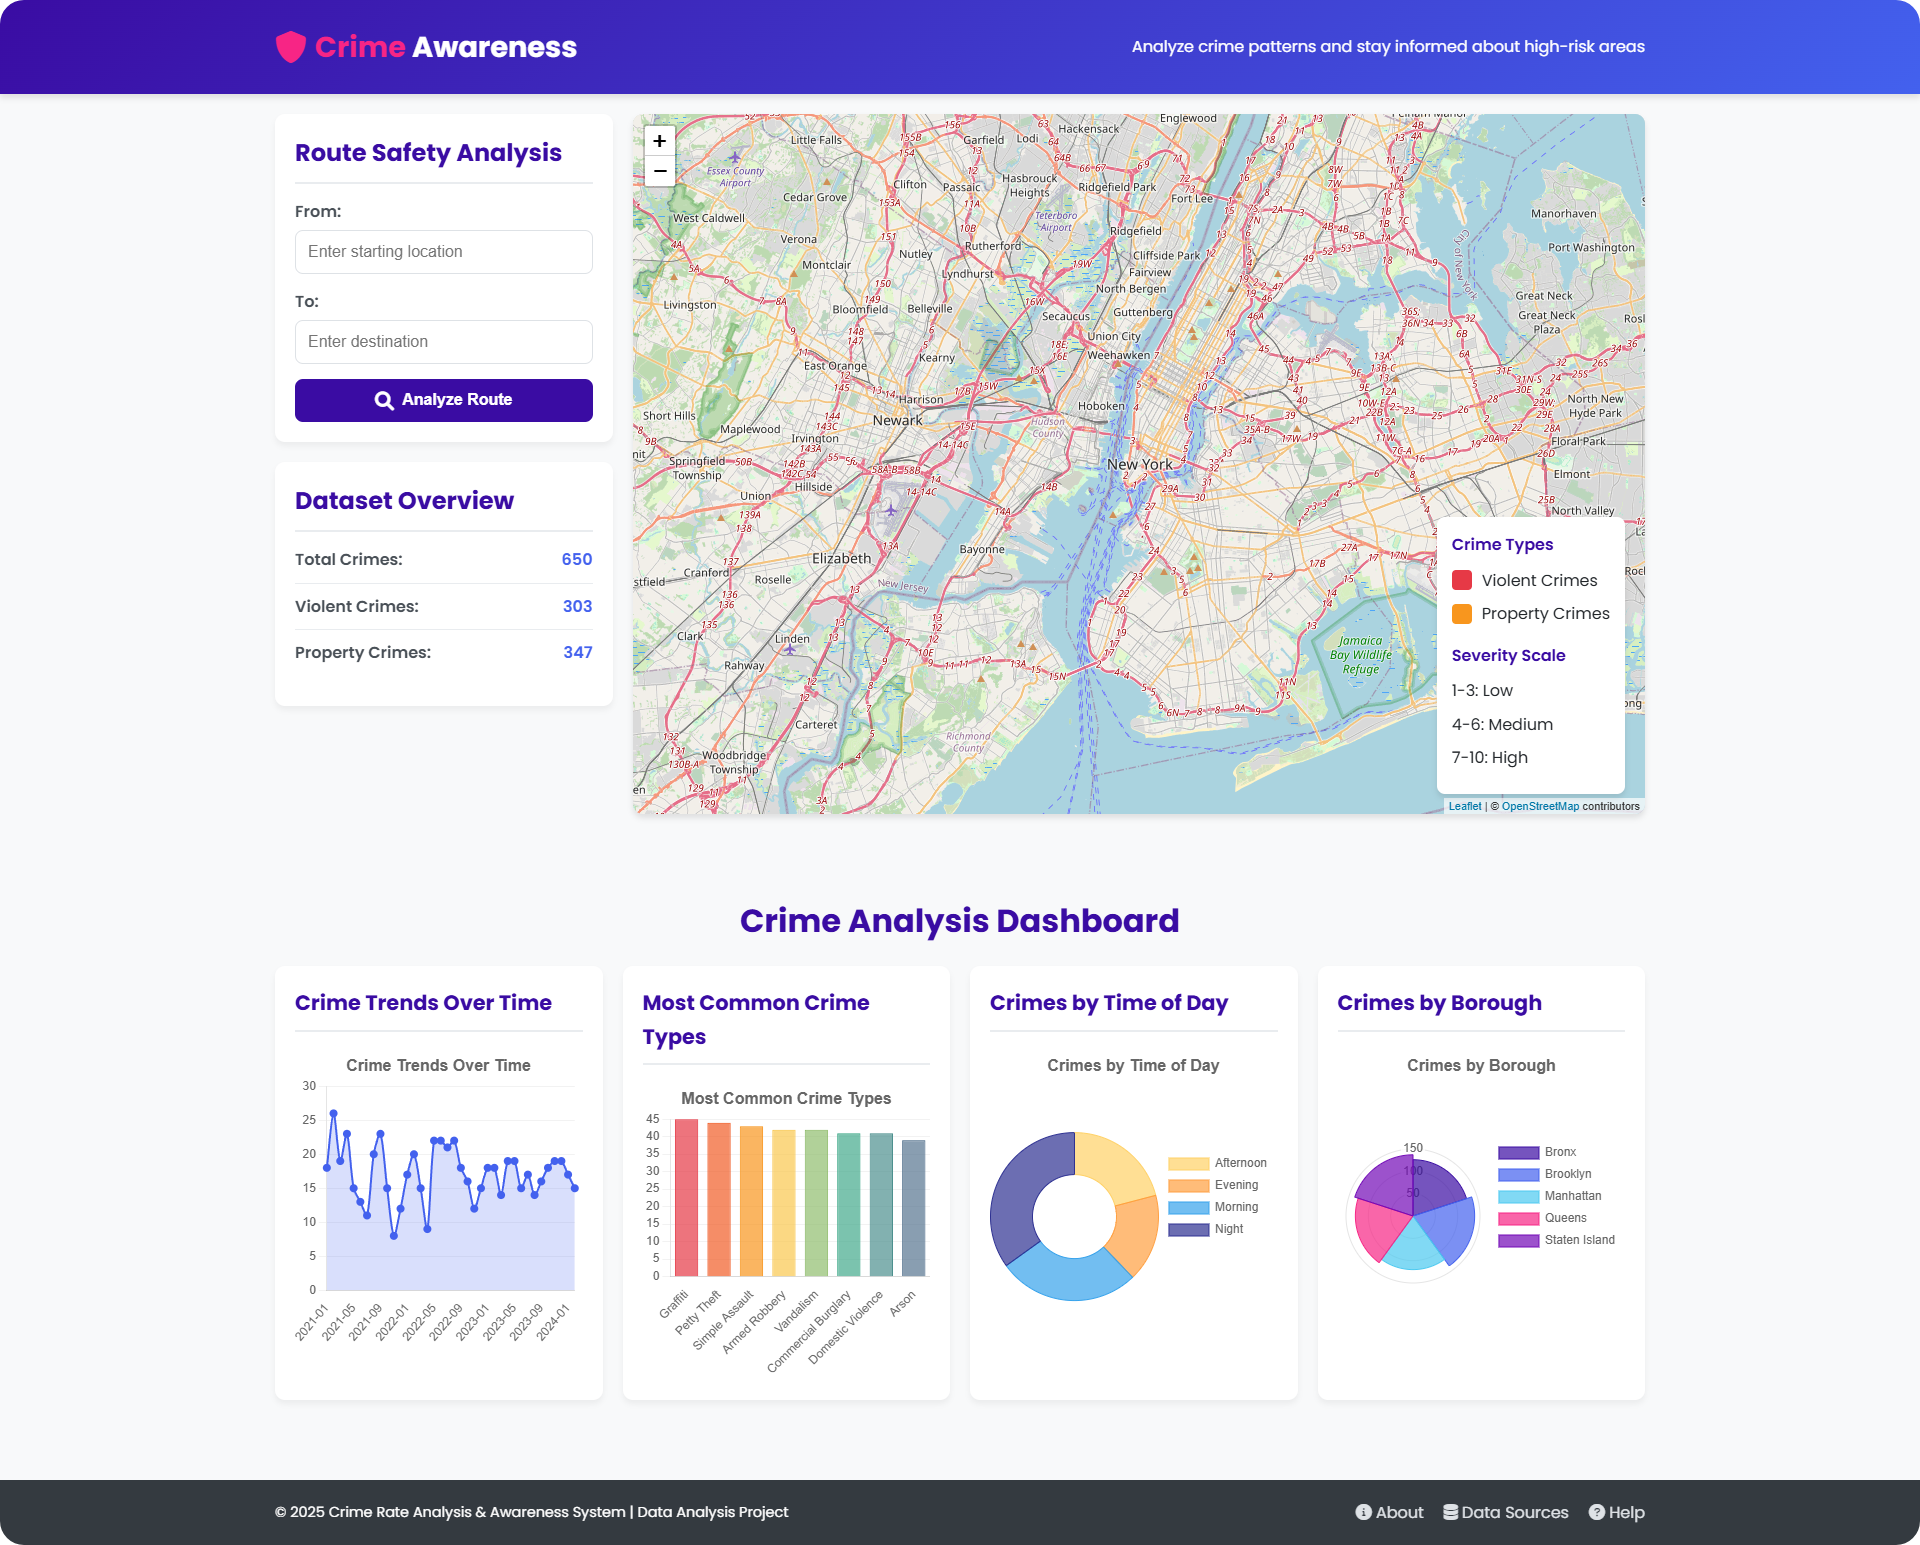 Crime Awareness
Analyze crime patterns and stay informed about high-risk areas
Route Safety Analysis
From:
Enter starting location
To:
Enter destination
Analyze Route
Dataset Overview
Total Crimes: 650
Violent Crimes: 303
Property Crimes: 347
+
−
Little Falls
Garfield
Lodi
Hackensack
Englewood
Essex County
Airport
Clifton
Passaic
Hasbrouck
Heights
Ridgefield Park
Cedar Grove
Fort Lee
West Caldwell
Teterboro
Airport
Manorhaven
Verona
Rutherford
Ridgefield
Port Washington
Nutley
Cliffside Park
City of New York
Montclair
Lyndhurst
Fairview
North Bergen
Livingston
Bloomfield
Belleville
Secaucus
Guttenberg
Great Neck
Great Neck
Plaza
Union City
Weehawken
Kearny
East Orange
Harrison
Hoboken
North New
Hyde Park
Short Hills
Newark
Maplewood
Irvington
Hudson
County
Floral Park
Springfield
Township
New York
Hillside
Elmont
Union
North Valley
Elizabeth
Bayonne
Cranford
Roselle
New Jersey
Clark
Linden
Rahway
Jamaica
Bay Wildlife
Refuge
Carteret
Richmond
County
Woodbridge
Township
Crime Types
Violent Crimes
Property Crimes
Severity Scale
1-3: Low
4-6: Medium
7-10: High
Leaflet | © OpenStreetMap contributors
Crime Analysis Dashboard
Crime Trends Over Time
Crime Trends Over Time
30
25
20
15
10
5
0
2021-01
2021-05
2021-09
2022-01
2022-05
2022-09
2023-01
2023-05
2023-09
2024-01
Most Common Crime
Types
Most Common Crime Types
45
40
35
30
25
20
15
10
5
0
Graffiti
Petty Theft
Simple Assault
Armed Robbery
Vandalism
Commercial Burglary
Domestic Violence
Arson
Crimes by Time of Day
Crimes by Time of Day
Afternoon
Evening
Morning
Night
Crimes by Borough
Crimes by Borough
150
100
50
Bronx
Brooklyn
Manhattan
Queens
Staten Island
© 2025 Crime Rate Analysis & Awareness System | Data Analysis Project
About
Data Sources
Help